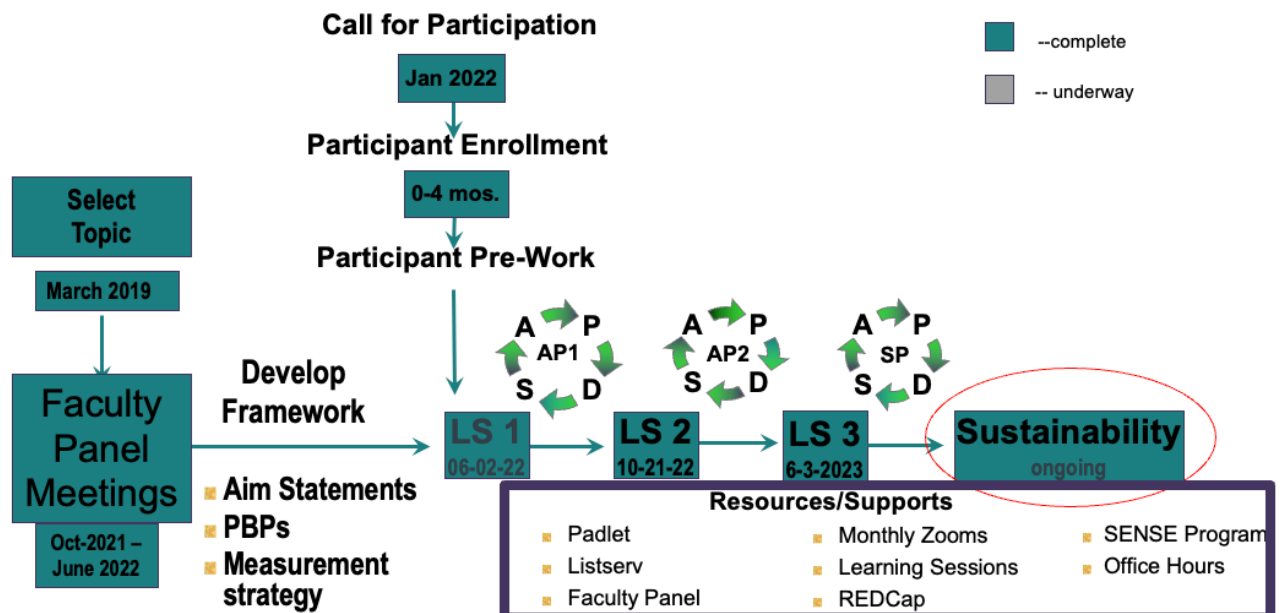 Call for Participation
Jan 2022
Participant Enrollment
0-4 mos.
Participant Pre-Work
--complete
-- underway
Select
Topic
March 2019
Faculty
Panel
Meetings
Oct-2021 –
June 2022
Develop
Framework
Aim Statements
PBPs
Measurement
strategy
A P
AP1
S D
A P
AP2
S D
A P
SP
S D
LS 1
06-02-22
LS 2
10-21-22
LS 3
6-3-2023
Sustainability
ongoing
Resources/Supports
Padlet
Listserv
Faculty Panel
Monthly Zooms
Learning Sessions
REDCap
SENSE Program
Office Hours